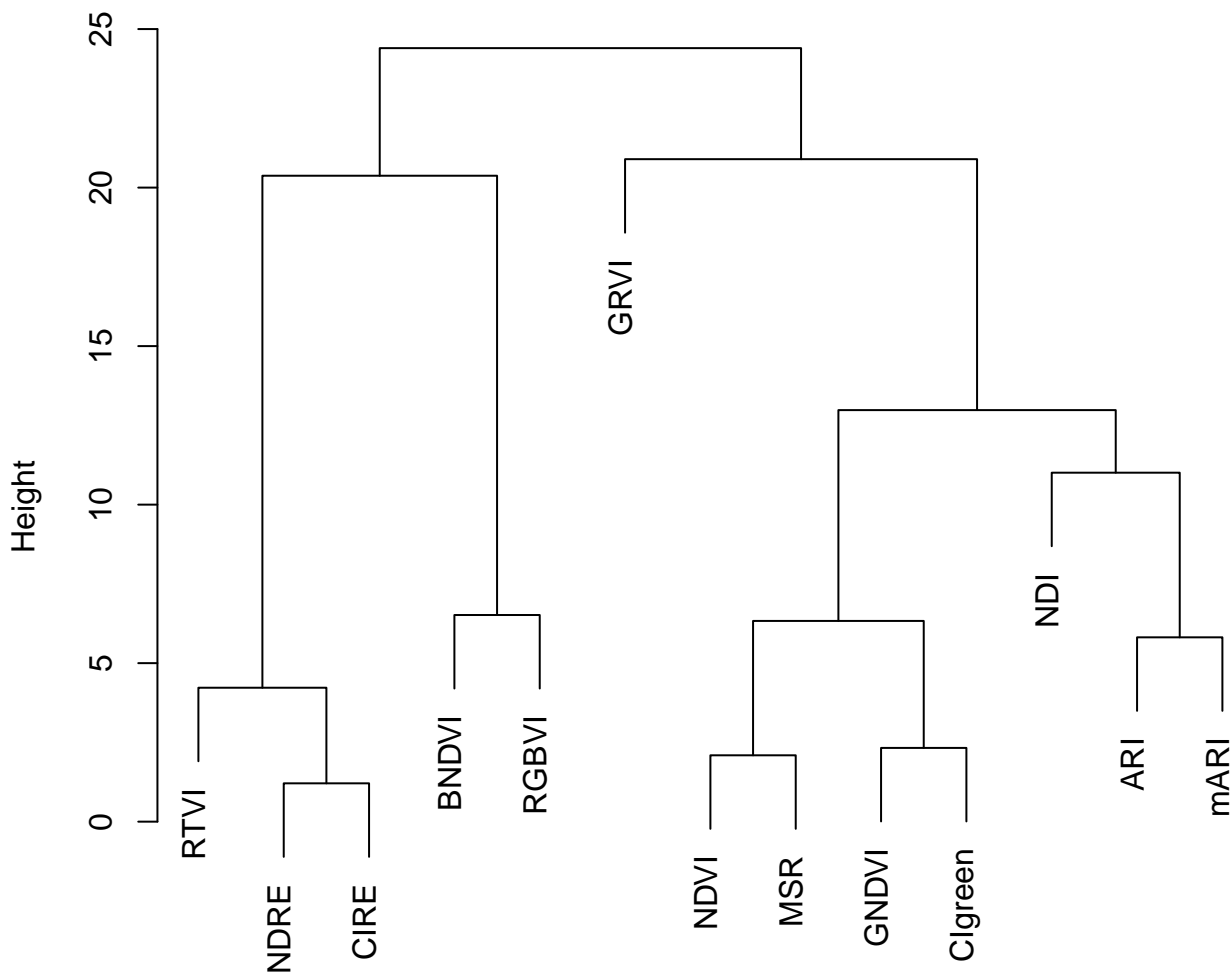 Height
25
20
15
10
5
0
RTVI
NDRE
CIRE
BNDVI
RGBVI
GRVI
NDVI
MSR
GNDVI
CIgreen
NDI
ARI
mARI